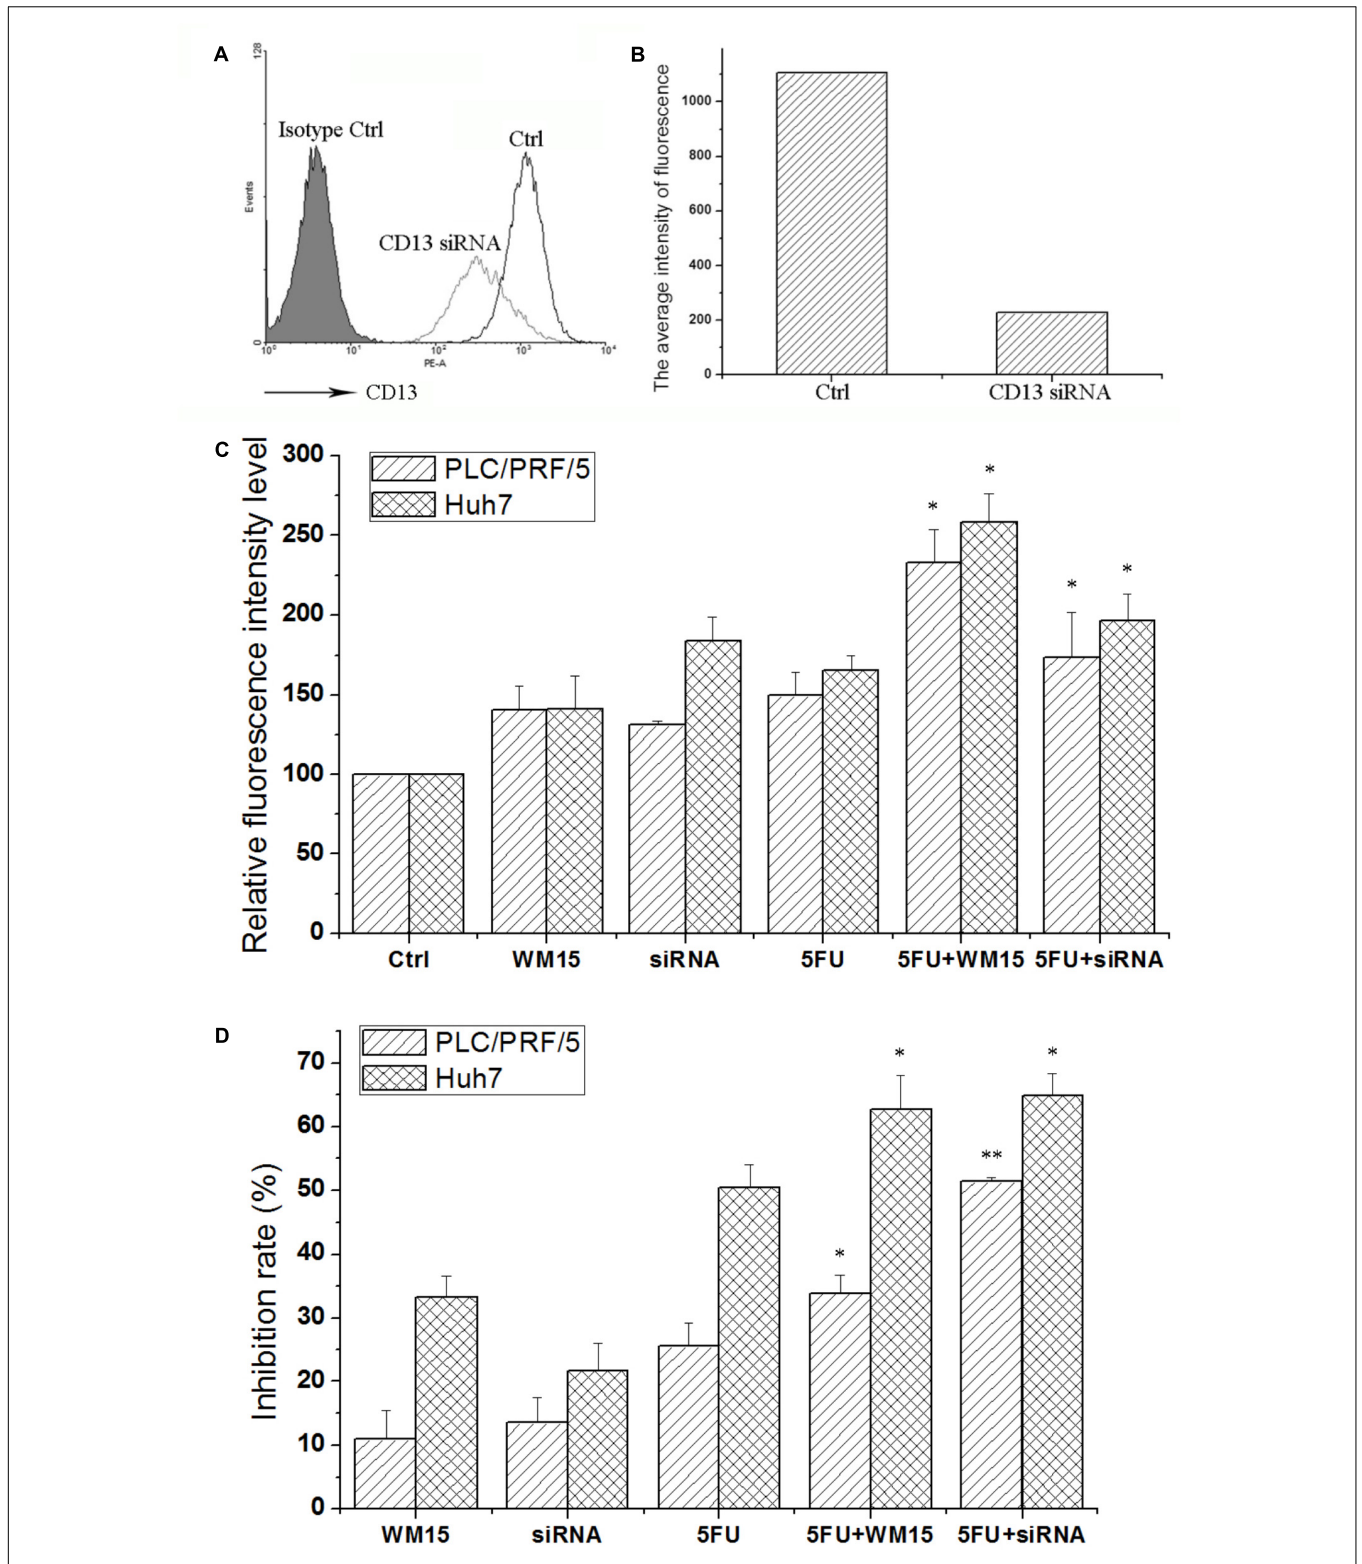 A
128
Events
0
Isotype Ctrl
Ctrl
CD13 siRNA
10⁰ 10¹ 10² 10³ 10⁴
PE-A
CD13
B
The average intensity of fluorescence
1000
800
600
400
200
0
Ctrl CD13 siRNA
C
Relative fluorescence intensity level
300
250
200
150
100
50
0
PLC/PRF/5
Huh7
* *
* *
Ctrl WM15 siRNA 5FU 5FU+WM15 5FU+siRNA
D
Inhibition rate (%)
70
60
50
40
30
20
10
0
PLC/PRF/5
Huh7
* *
** *
WM15 siRNA 5FU 5FU+WM15 5FU+siRNA